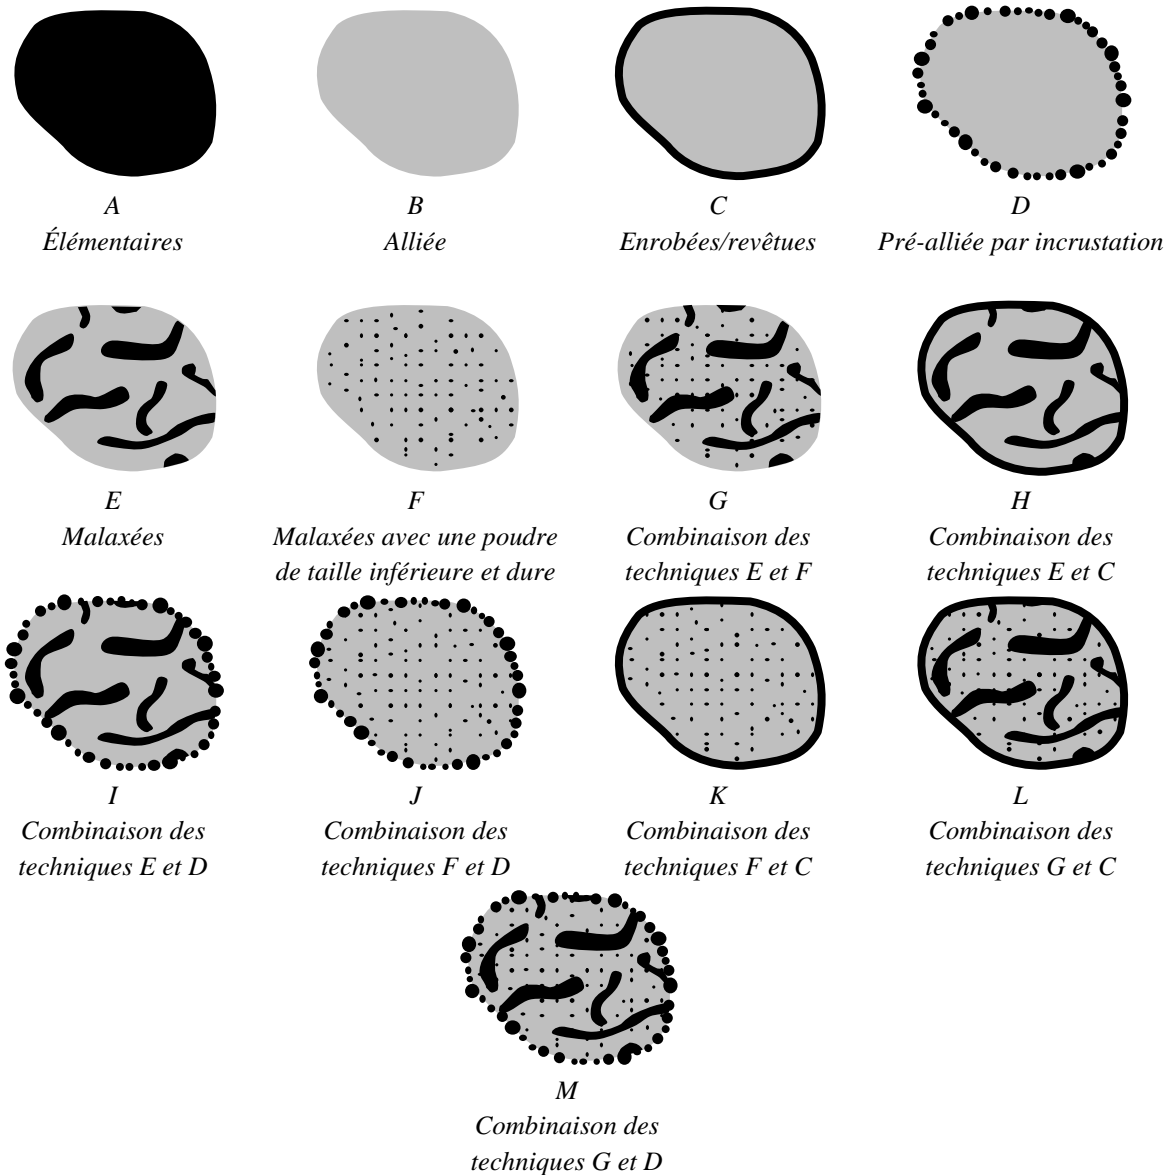 A
Élémentaires
B
Alliée
C
Enrobées/revêtues
D
Pré-alliée par incrustation
E
Malaxées
F
Malaxées avec une poudre
de taille inférieure et dure
G
Combinaison des
techniques E et F
H
Combinaison des
techniques E et C
I
Combinaison des
techniques E et D
J
Combinaison des
techniques F et D
K
Combinaison des
techniques F et C
L
Combinaison des
techniques G et C
M
Combinaison des
techniques G et D